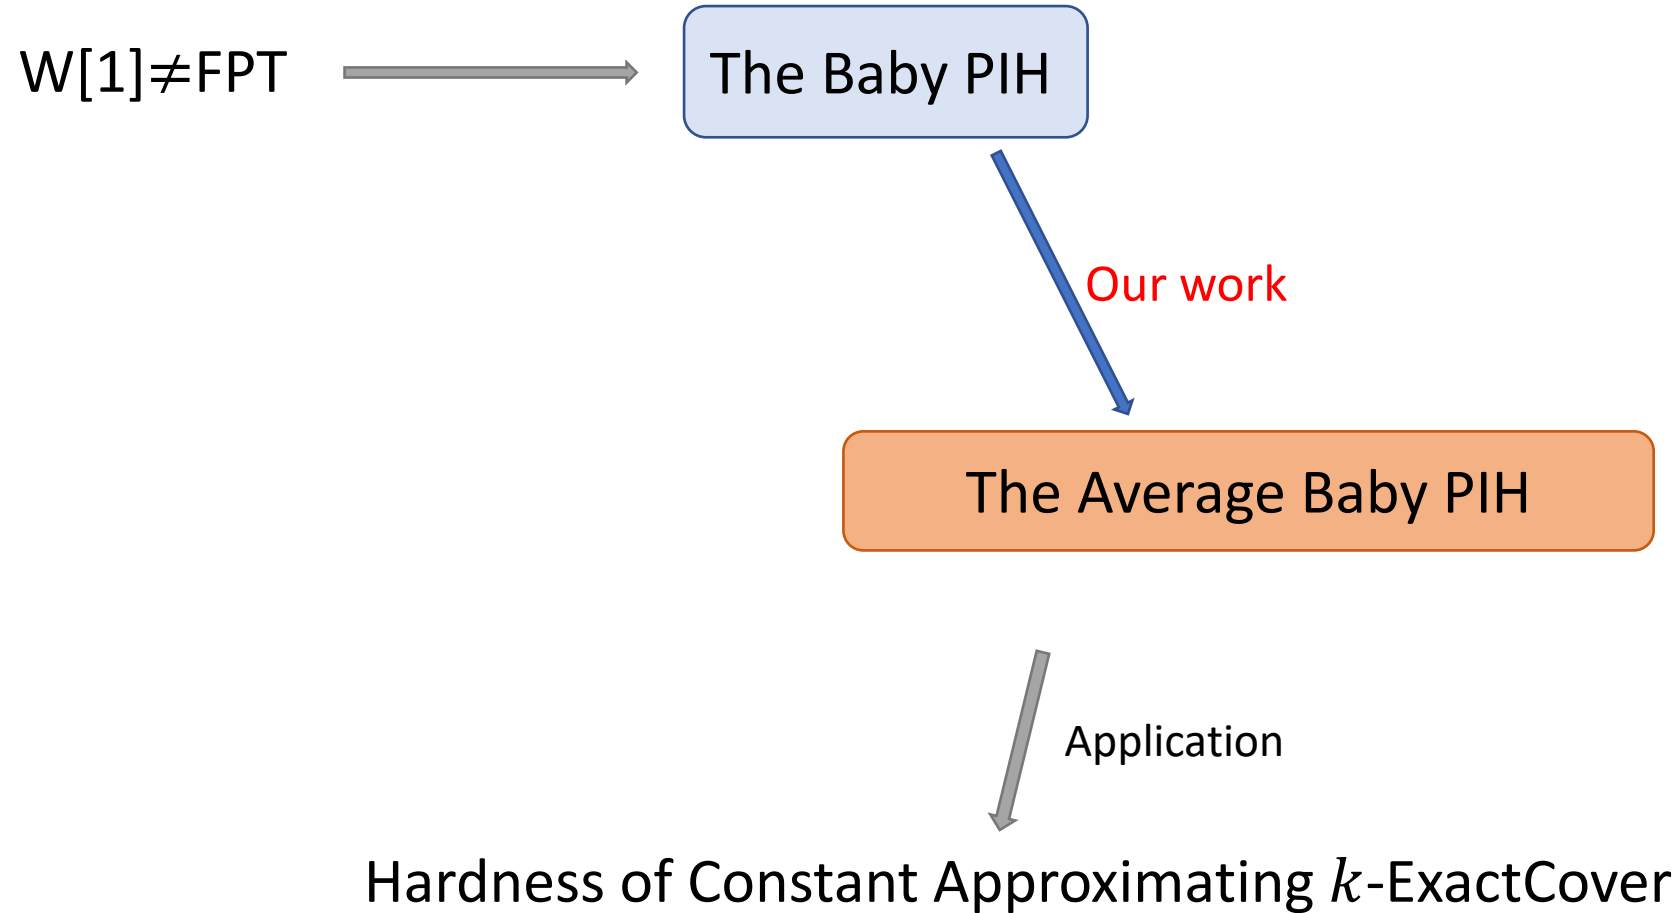 W[1]≠FPT
The Baby PIH
Our work
The Average Baby PIH
Application
Hardness of Constant Approximating k-ExactCover